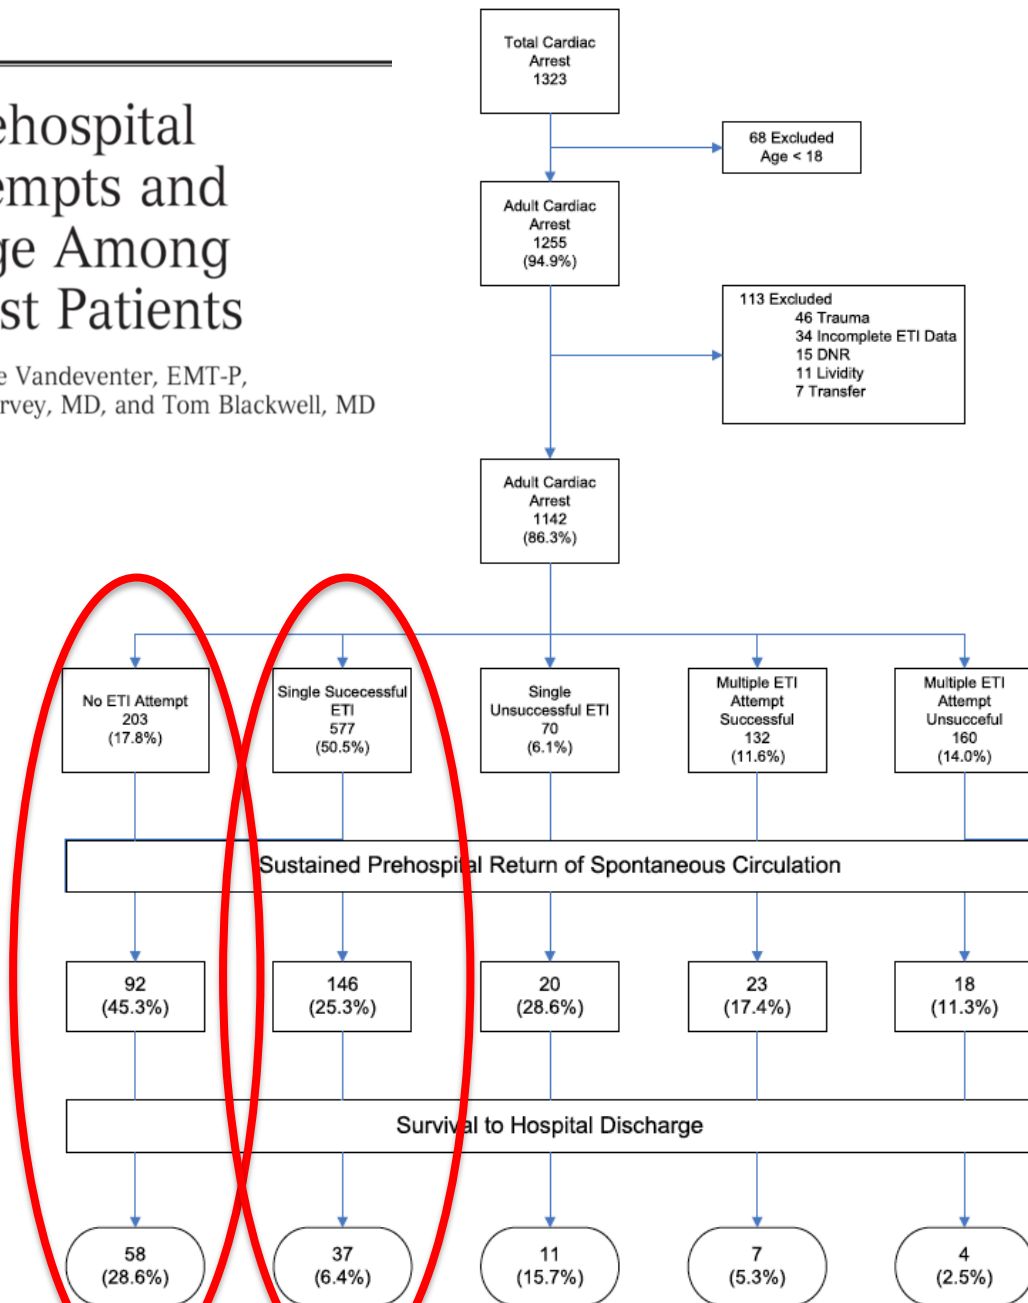 ehospital
empts and
ge Among
st Patients
e Vandeventer, EMT-P,
rvey, MD, and Tom Blackwell, MD
Total Cardiac
Arrest
1323
68 Excluded
Age < 18
Adult Cardiac
Arrest
1255
(94.9%)
113 Excluded
46 Trauma
34 Incomplete ETI Data
15 DNR
11 Lividity
7 Transfer
Adult Cardiac
Arrest
1142
(86.3%)
No ETI Attempt
203
(17.8%)
Single Sucecessful
ETI
577
(50.5%)
Single
Unsuccessful ETI
70
(6.1%)
Multiple ETI
Attempt
Successful
132
(11.6%)
Multiple ETI
Attempt
Unsucceful
160
(14.0%)
Sustained Prehospital Return of Spontaneous Circulation
92
(45.3%)
146
(25.3%)
20
(28.6%)
23
(17.4%)
18
(11.3%)
Survival to Hospital Discharge
58
(28.6%)
37
(6.4%)
11
(15.7%)
7
(5.3%)
4
(2.5%)